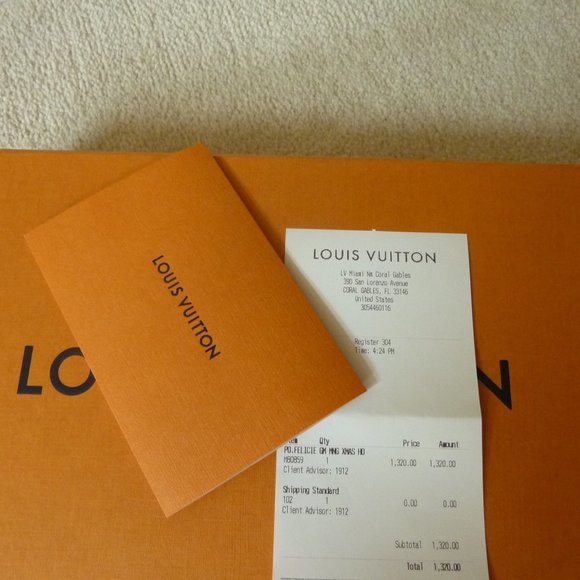 LOUIS VUITTON
LO
N
LOUIS VUITTON
LV Miami Nm Coral Gables
390 San Lorenzo Avenue
CORAL GABLES, FL 33146
United States
3054460116
Register 304
Time: 4:24 PM
Item Qty Price Amount
PO.FELICIE GM MNG XMAS HO
M80859 1 1,320.00 1,320.00
Client Advisor: 1912
Shipping Standard
102 1 0.00 0.00
Client Advisor: 1912
Subtotal 1,320.00
Total 1,320.00